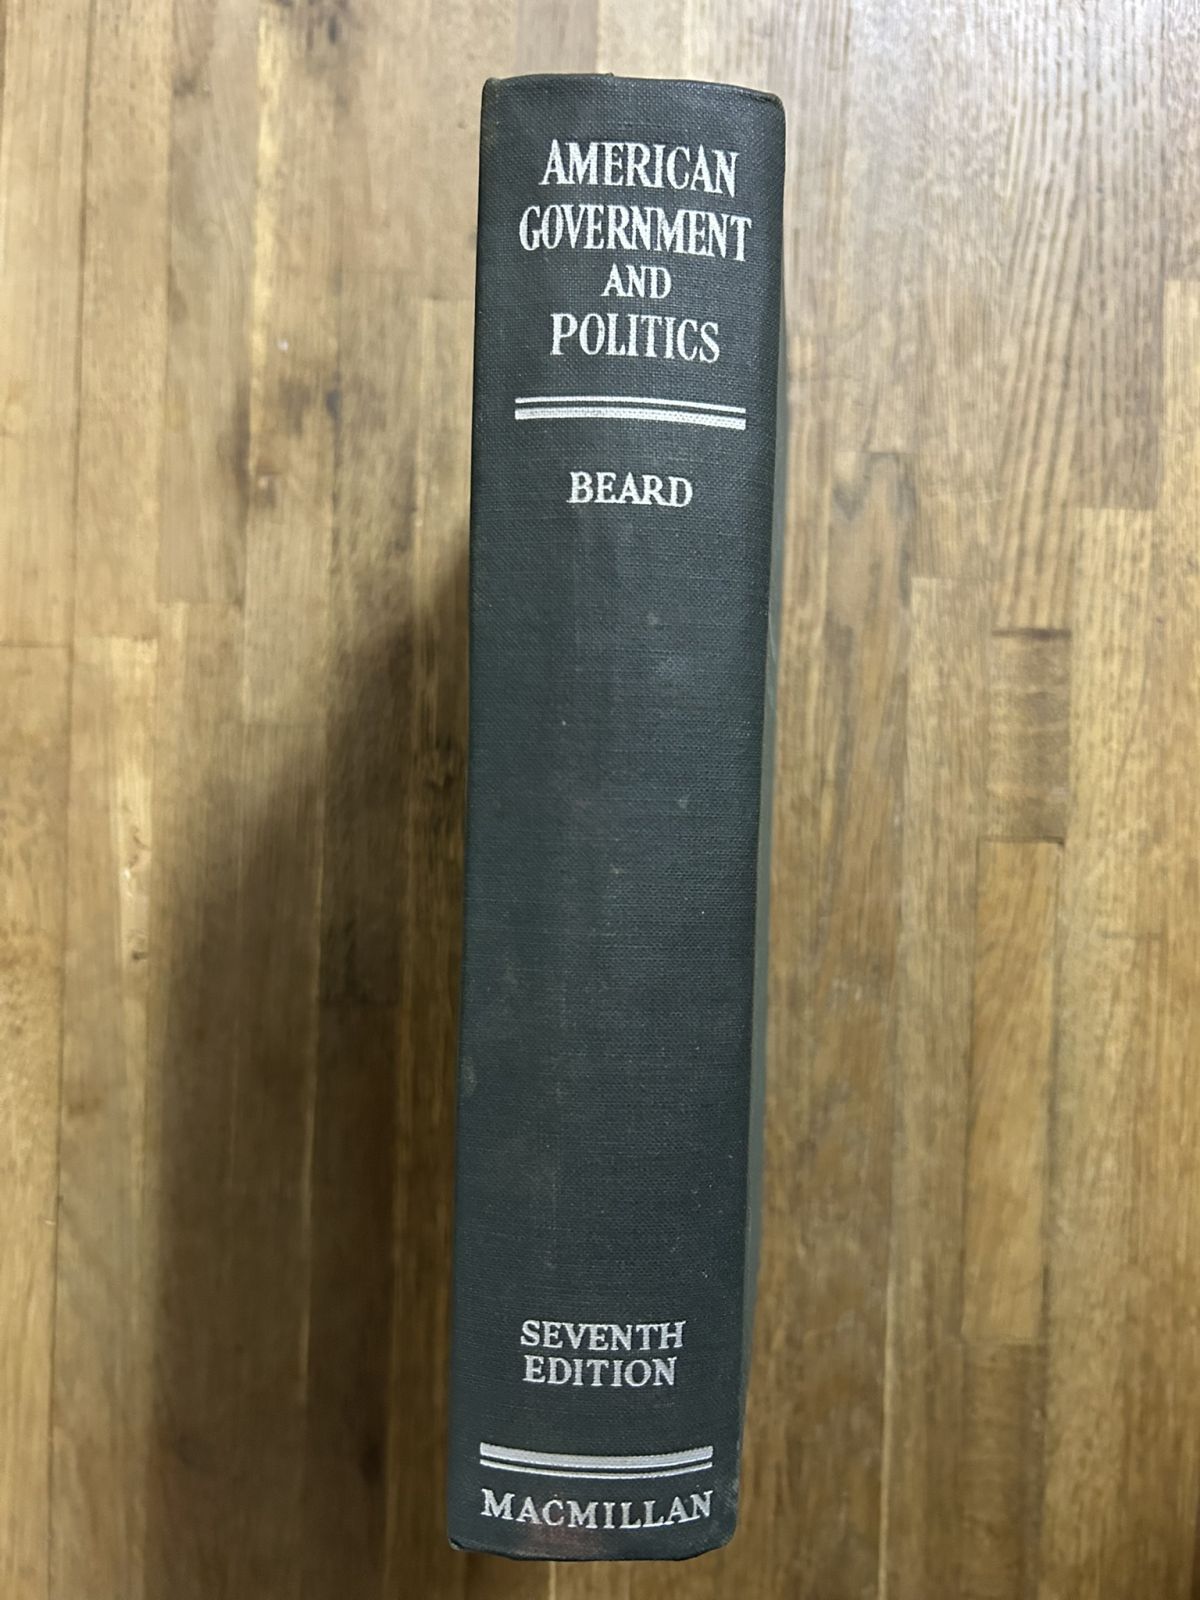 AMERICAN
GOVERNMENT
AND
POLITICS
BEARD
SEVENTH
EDITION
MACMILLAN